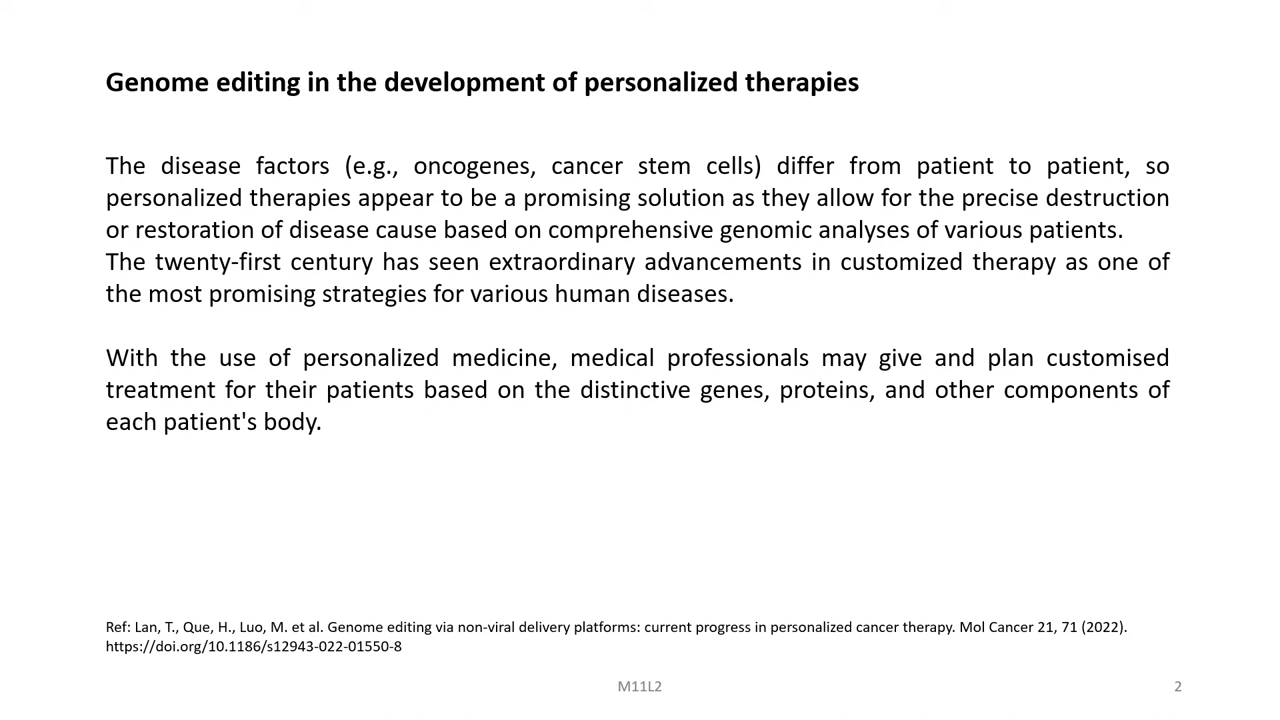 Genome editing in the development of personalized therapies
The disease factors (e.g., oncogenes, cancer stem cells) differ from patient to patient, so
personalized therapies appear to be a promising solution as they allow for the precise destruction
or restoration of disease cause based on comprehensive genomic analyses of various patients.
The twenty-first century has seen extraordinary advancements in customized therapy as one of
the most promising strategies for various human diseases.
With the use of personalized medicine, medical professionals may give and plan customised
treatment for their patients based on the distinctive genes, proteins, and other components of
each patient's body.
Ref: Lan, T., Que, H., Luo, M. et al. Genome editing via non-viral delivery platforms: current progress in personalized cancer therapy. Mol Cancer 21, 71 (2022).
https://doi.org/10.1186/s12943-022-01550-8
M11L2
2